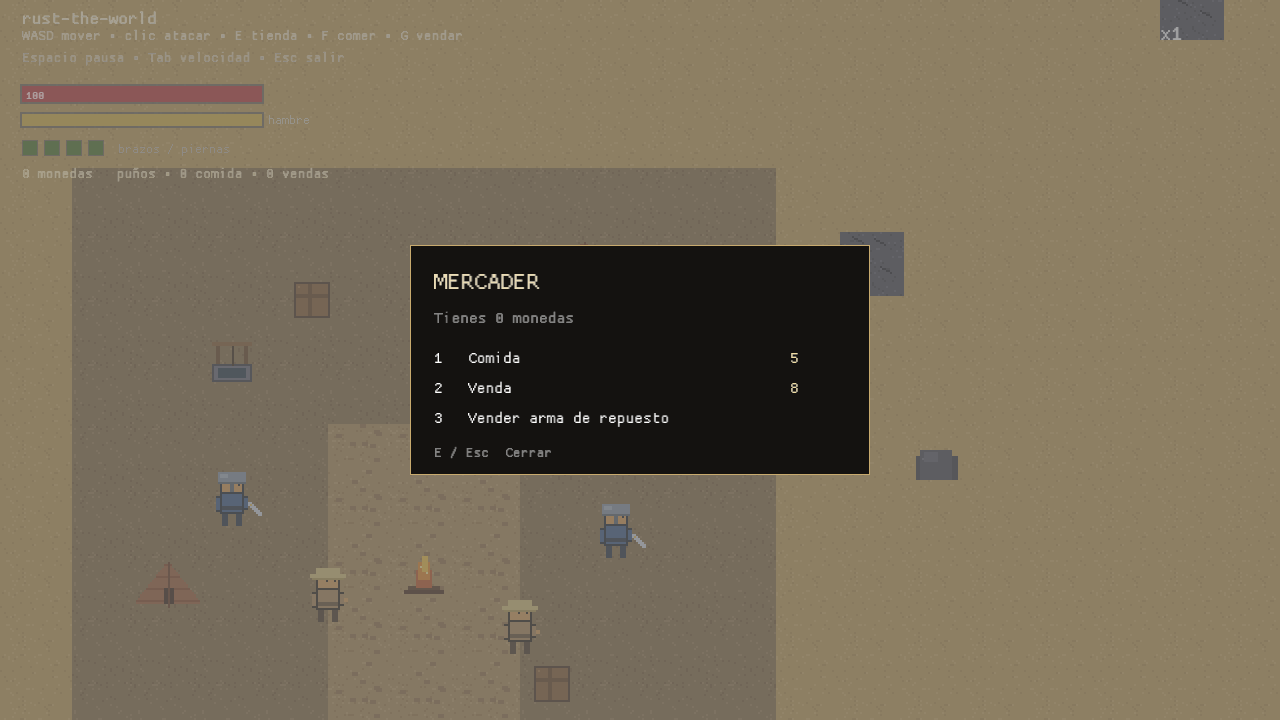 rust-the-world
WASD mover • clic atacar • E tienda • F comer • G vender
Espacio pausa • Tab velocidad • Esc salir
x1
100
hambre
brazos / piernas
0 monedas puños • 0 comida • 0 vendas
MERCADER
Tienes 0 monedas
1 Comida 5
2 Venda 8
3 Vender arma de repuesto
E / Esc Cerrar